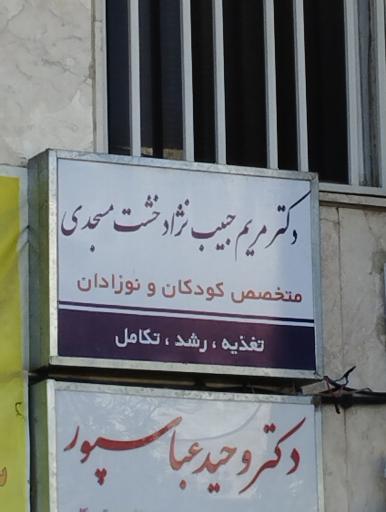 دکتر مریم حبیب نژاد خشت مسجدی
متخصص کودکان و نوزادان
تغذیه ، رشد ، تکامل
دکتر وحید عباسپور